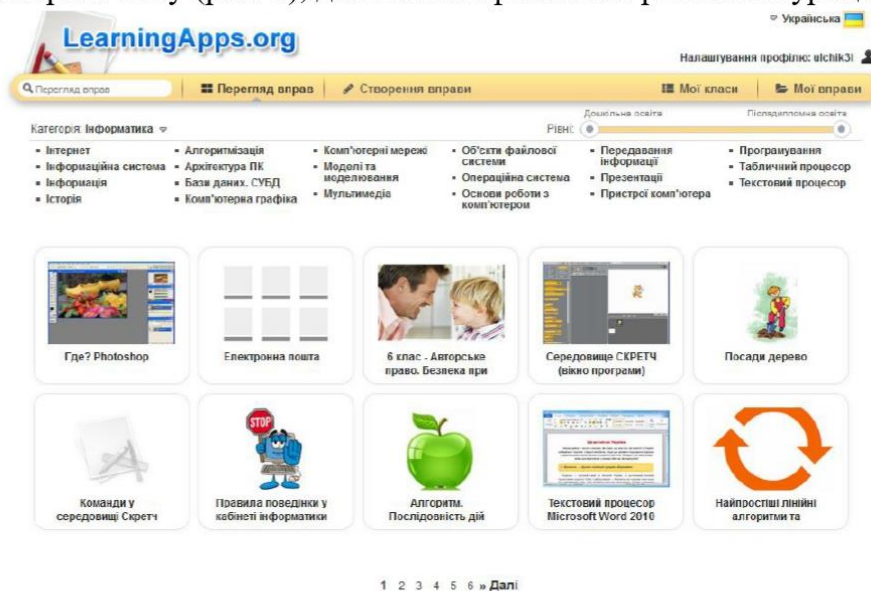 LearningApps.org
Українська
Налаштування профілю: ulchik3i
Перегляд вправ
Перегляд вправ
Створення вправи
Мої класи
Мої вправи
Категорія: Інформатика
Рівні:
Дошкільна освіта
Післядипломна освіта
Інтернет
Інформаційна система
Інформація
Історія
Алгоритмізація
Архітектура ПК
Бази даних. СУБД
Комп'ютерна графіка
Комп'ютерні мережі
Моделі та
моделювання
Мультимедіа
Об'єкти файлової
системи
Операційна система
Основи роботи з
комп'ютером
Передавання
інформації
Презентації
Пристрої комп'ютера
Програмування
Табличний процесор
Текстовий процесор
Где? Photoshop
Електронна пошта
6 клас - Авторське
право. Безпека при
Середовище СКРЕТЧ
(вікно програми)
Посади дерево
STOP
Команди у
середовищі Скретч
Правила поведінки у
кабінеті інформатики
Алгоритм.
Послідовність дій
Текстовий процесор
Microsoft Word 2010
Найпростіші лінійні
алгоритми та
1 2 3 4 5 6 » Далі